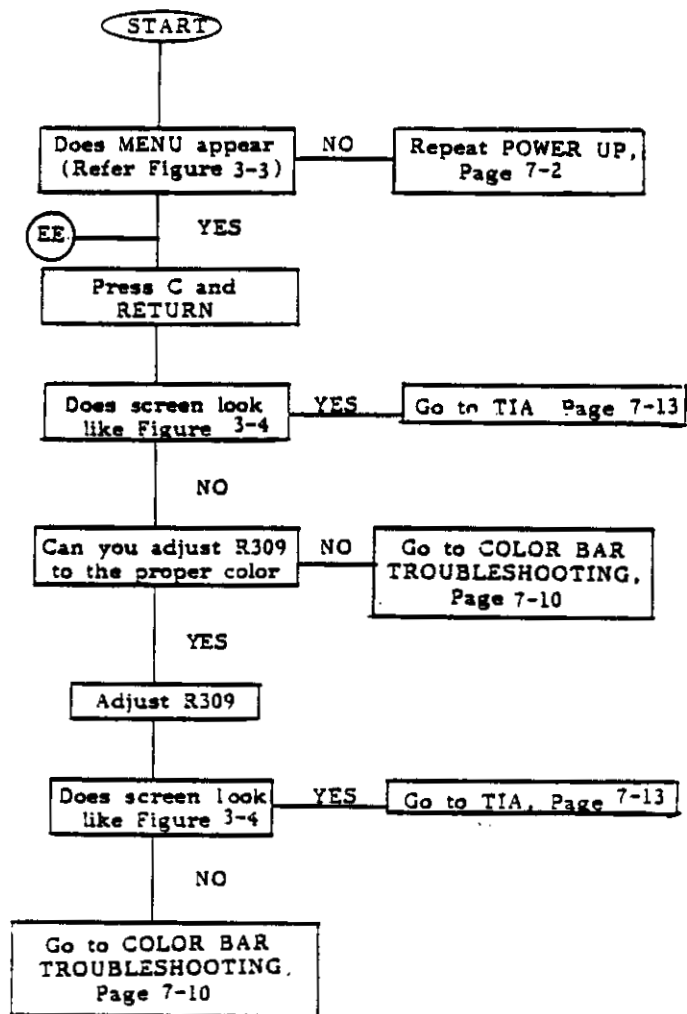 START
Does MENU appear
(Refer Figure 3-3)
NO
Repeat POWER UP,
Page 7-2
EE
YES
Press C and
RETURN
Does screen look
like Figure 3-4
YES
Go to TIA Page 7-13
NO
Can you adjust R309
to the proper color
NO
Go to COLOR BAR
TROUBLESHOOTING,
Page 7-10
YES
Adjust R309
Does screen look
like Figure 3-4
YES
Go to TIA, Page 7-13
NO
Go to COLOR BAR
TROUBLESHOOTING,
Page 7-10